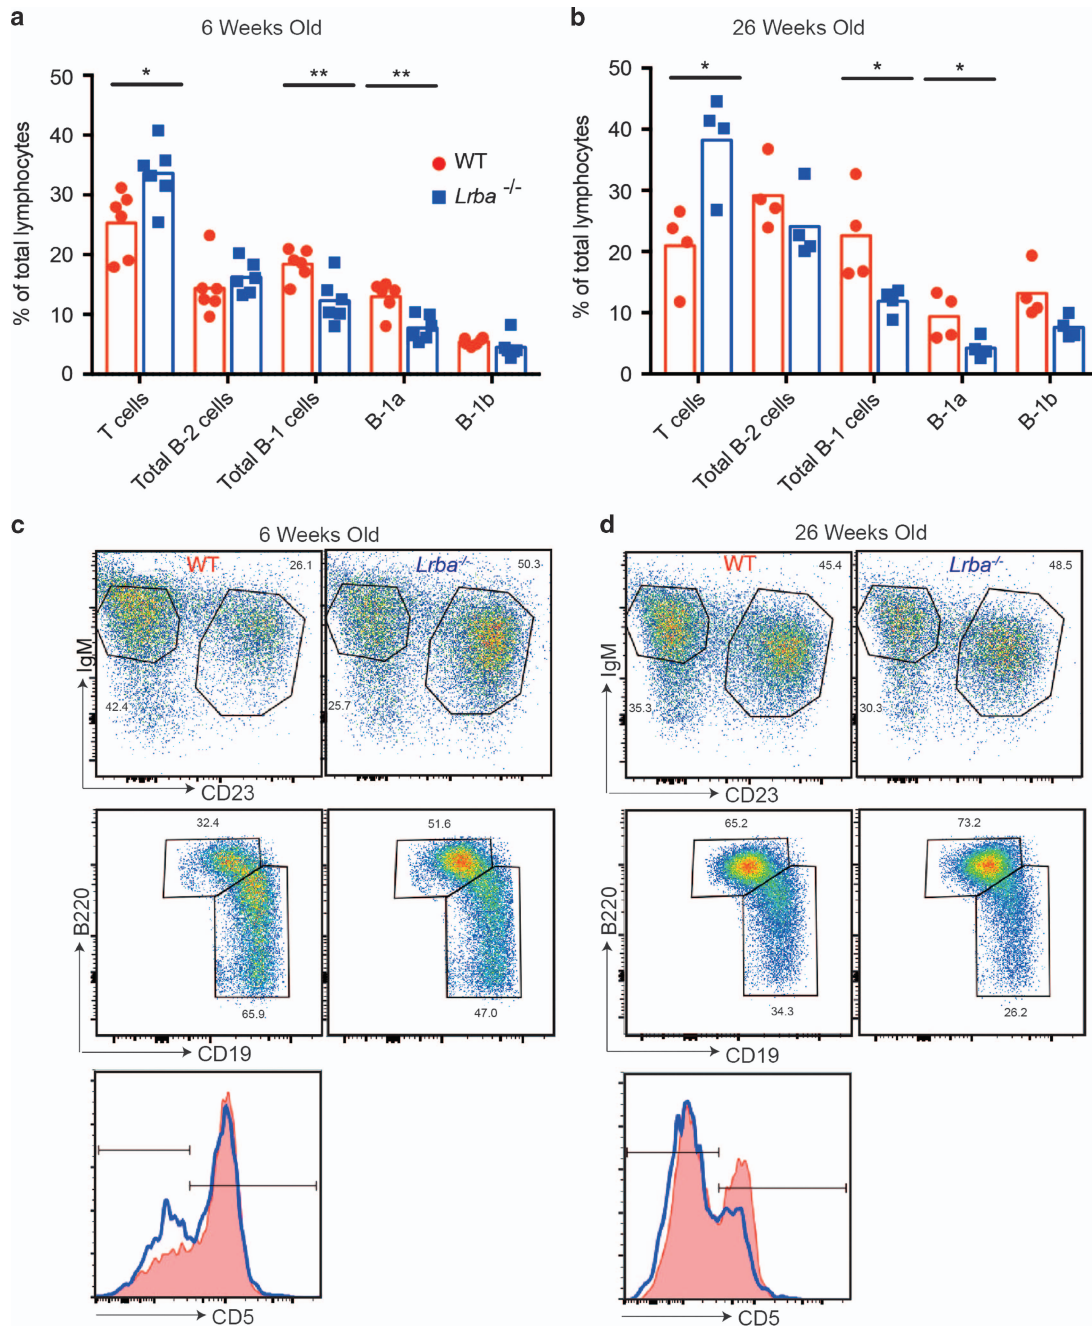 a
6 Weeks Old
% of total lymphocytes
50
40
30
20
10
0
*
**
**
WT
Lrba -/-
T cells
Total B-2 cells
Total B-1 cells
B-1a
B-1b
b
26 Weeks Old
% of total lymphocytes
50
40
30
20
10
0
*
*
*
T cells
Total B-2 cells
Total B-1 cells
B-1a
B-1b
c
6 Weeks Old
WT
26.1
42.4
Lrba-/-
50.3
25.7
IgM
CD23
32.4
65.9
51.6
47.0
B220
CD19
CD5
d
26 Weeks Old
WT
45.4
35.3
Lrba-/-
48.5
30.3
IgM
CD23
65.2
34.3
73.2
26.2
B220
CD19
CD5